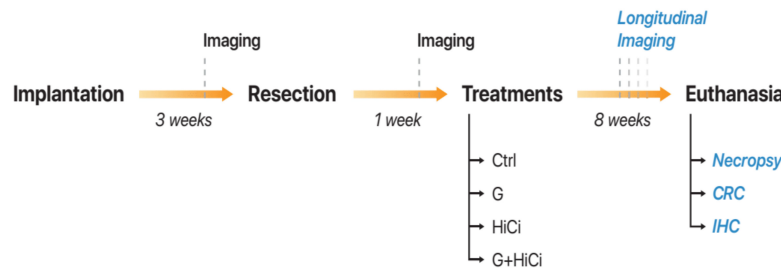 Longitudinal
Imaging
Imaging
Imaging
Implantation
Resection
Treatments
Euthanasia
3 weeks
1 week
8 weeks
Ctrl
G
HiCi
G+HiCi
Necropsy
CRC
IHC